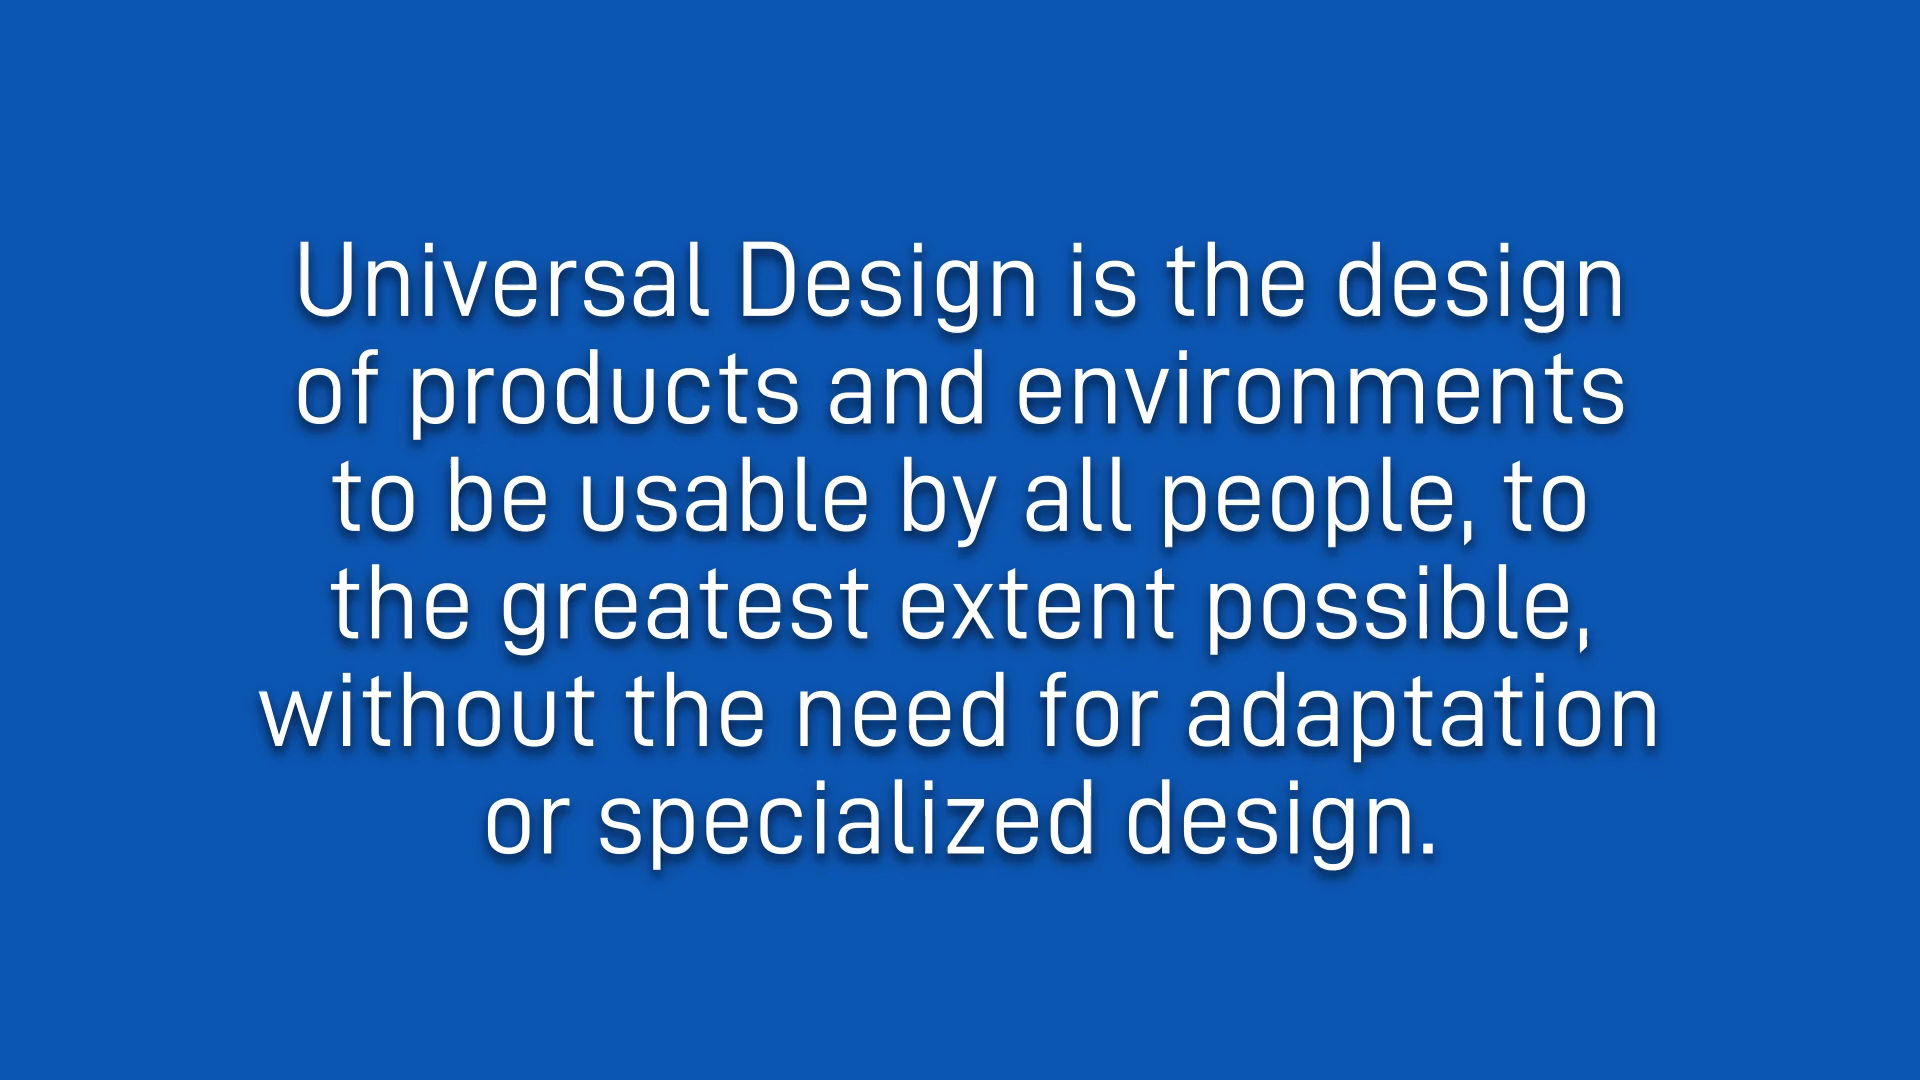 Universal Design is the design
of products and environments
to be usable by all people, to
the greatest extent possible,
without the need for adaptation
or specialized design.